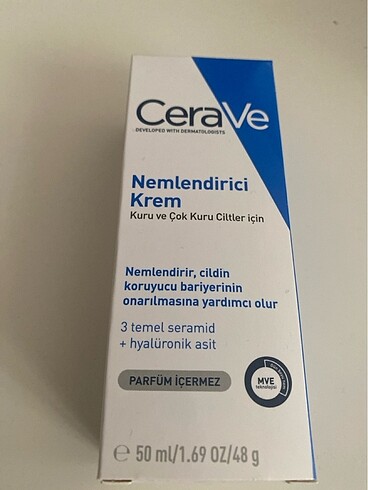 CeraVe
DEVELOPED WITH DERMATOLOGISTS
Nemlendirici
Krem
Kuru ve Çok Kuru Ciltler için
Nemlendirir, cildin
koruyucu bariyerinin
onarılmasına yardımcı olur
3 temel seramid
+ hyalüronik asit
PARFÜM İÇERMEZ
MVE
teknolojisi
℮ 50 ml/1.69 OZ/48 g